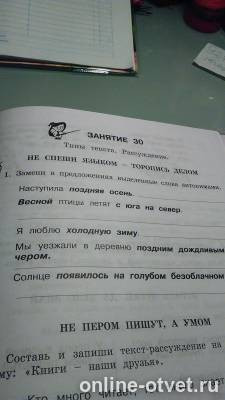 ЗАНЯТИЕ 30
Типы текста. Рассуждение.
НЕ СПЕШИ ЯЗЫКОМ – ТОРОПИСЬ ДЕЛОМ
1. Замени в предложениях выделенные слова антонимами.
Наступила поздняя осень.
Весной птицы летят с юга на север.
Я люблю холодную зиму.
Мы уезжали в деревню поздним дождливым
вечером.
Солнце появилось на голубом безоблачном
НЕ ПЕРОМ ПИШУТ, А УМОМ
Составь и запиши текст-рассуждение на
му: «Книги – наши друзья».
Кто много читает,
online-otvet.ru